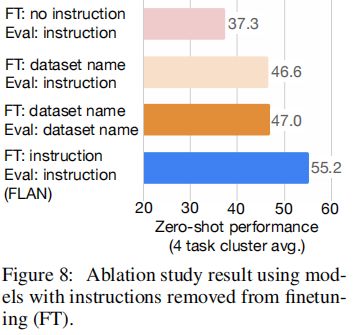 FT: no instruction
Eval: instruction
37.3
FT: dataset name
Eval: instruction
46.6
FT: dataset name
Eval: dataset name
47.0
FT: instruction
Eval: instruction
(FLAN)
55.2
20 30 40 50 60
Zero-shot performance
(4 task cluster avg.)
Figure 8: Ablation study result using mod-
els with instructions removed from finetun-
ing (FT).